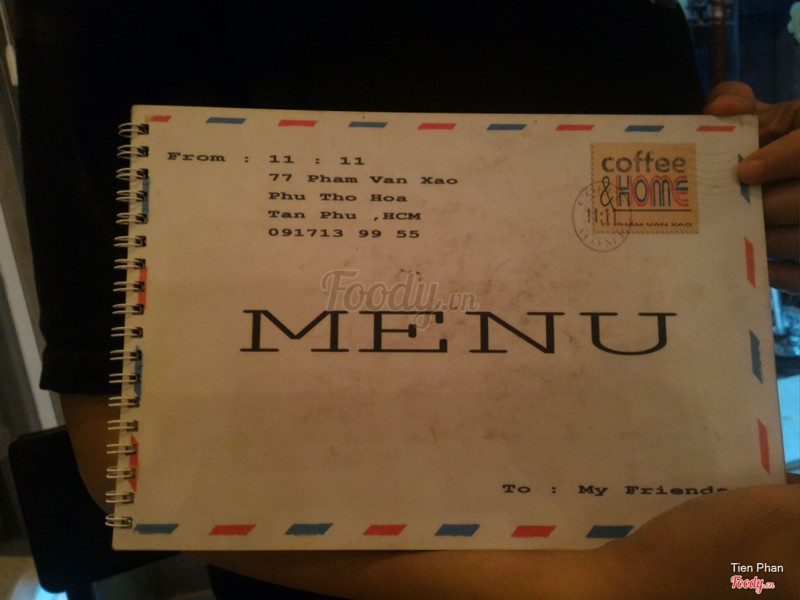 From : 11 : 11
77 Pham Van Xao
Phu Tho Hoa
Tan Phu ,HCM
091713 99 55
coffee
& HOME
PHAM VAN XAO
11:11
Foody.vn
MENU
To : My Friends
Tien Phan
Foody.vn